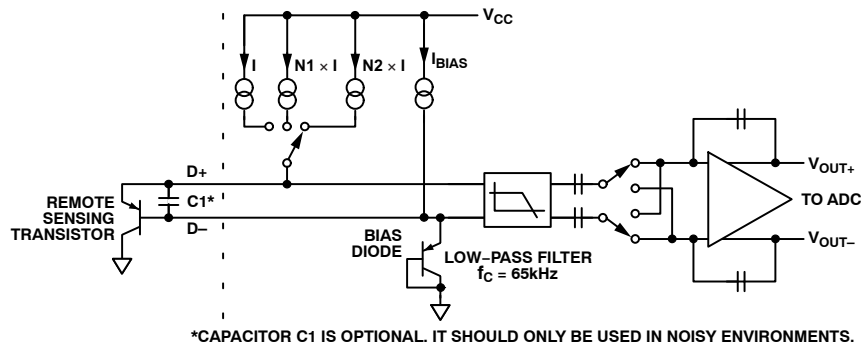 VCC
I
N1 × I
N2 × I
IBIAS
D+
C1*
D–
REMOTE
SENSING
TRANSISTOR
BIAS
DIODE
LOW–PASS FILTER
fC = 65kHz
VOUT+
TO ADC
VOUT–
*CAPACITOR C1 IS OPTIONAL. IT SHOULD ONLY BE USED IN NOISY ENVIRONMENTS.